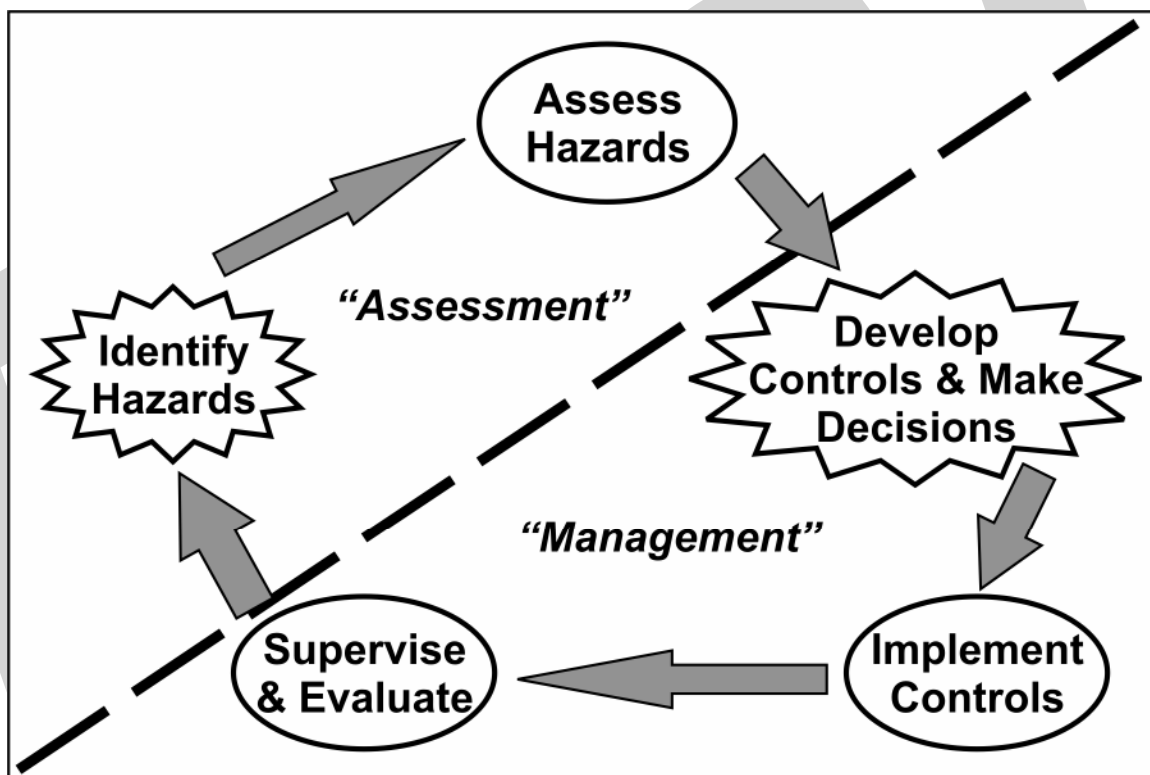 Assess
Hazards
“Assessment”
Identify
Hazards
Develop
Controls & Make
Decisions
“Management”
Supervise
& Evaluate
Implement
Controls